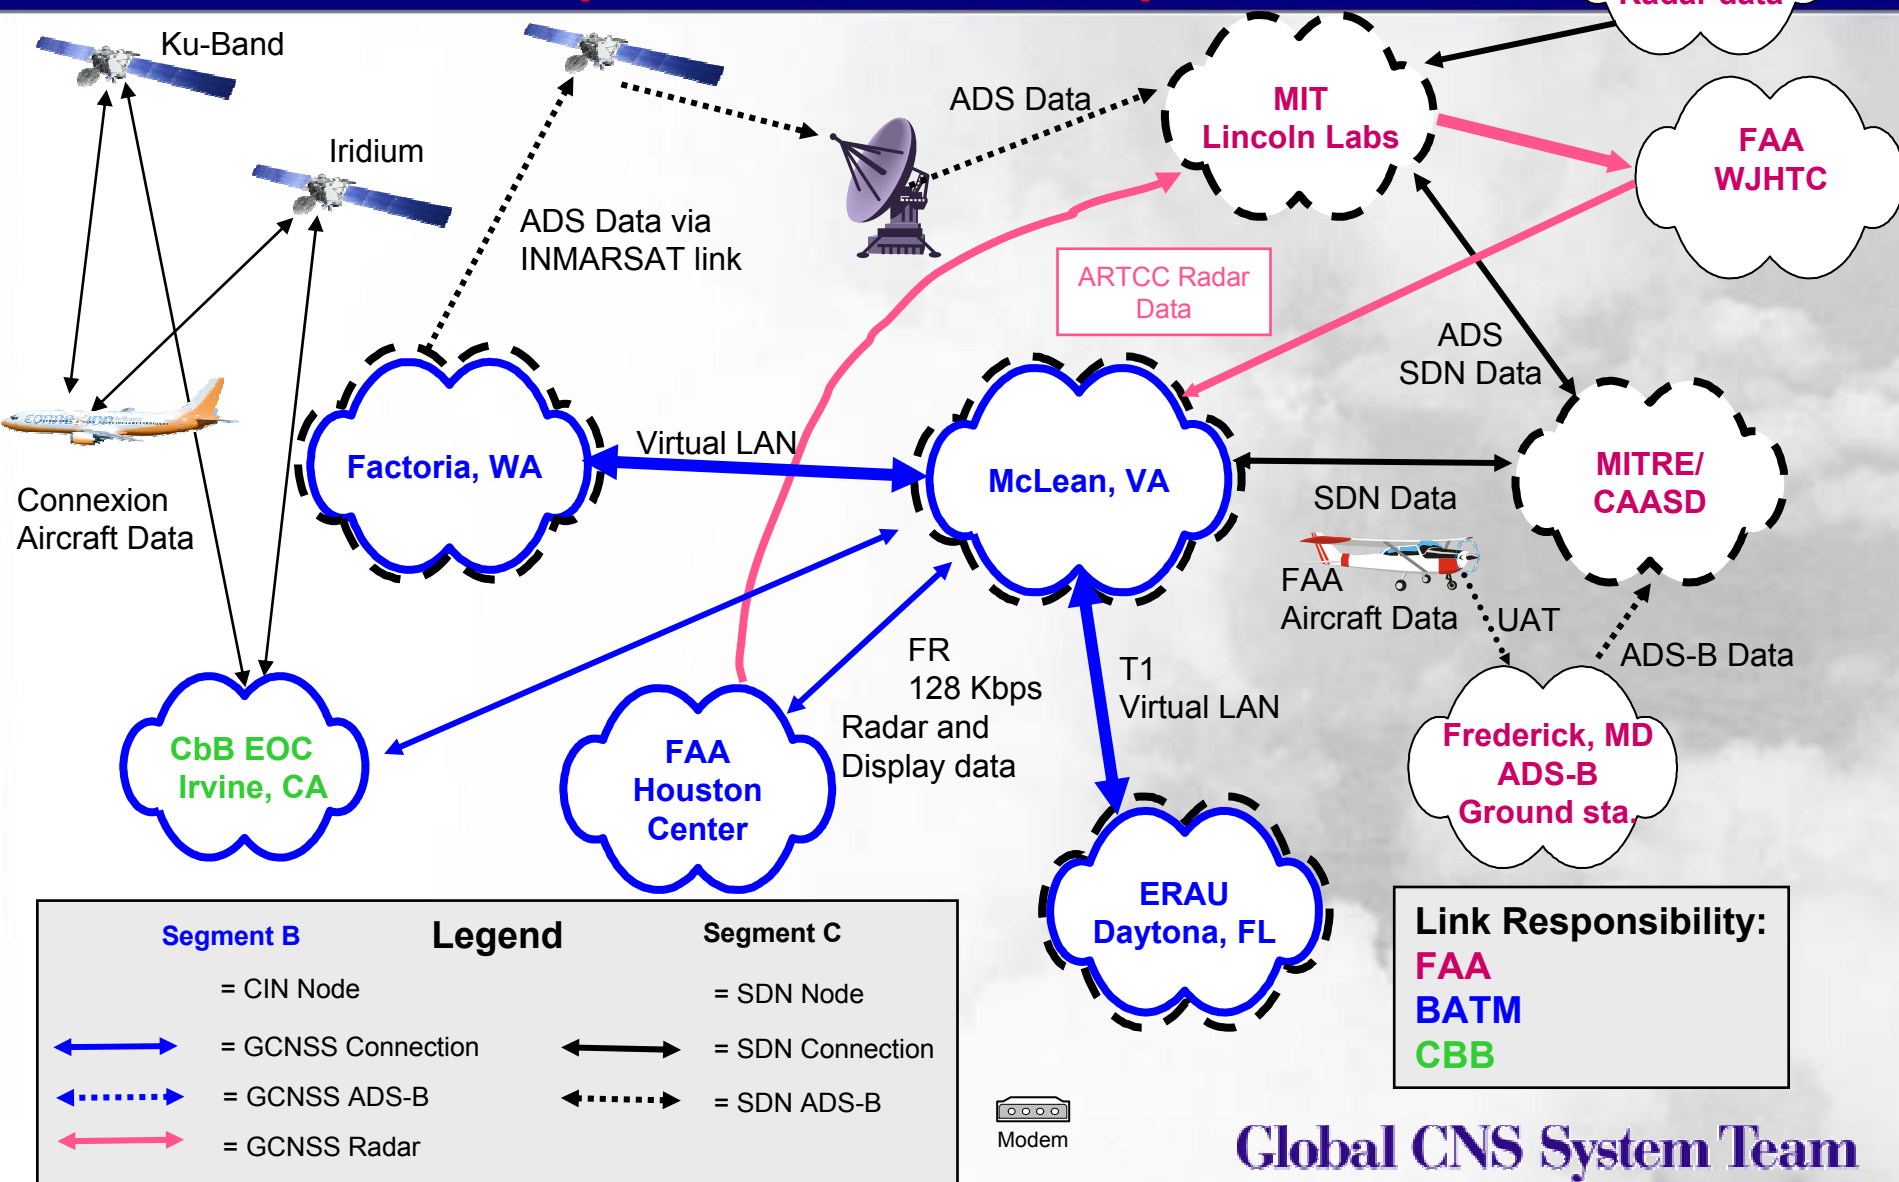 Radar data
Ku-Band
Iridium
ADS Data
MIT
Lincoln Labs
FAA
WJHTC
ADS Data via
INMARSAT link
ARTCC Radar
Data
ADS
SDN Data
Virtual LAN
Factoria, WA
McLean, VA
MITRE/
CAASD
SDN Data
Connexion
Aircraft Data
FAA
Aircraft Data
UAT
ADS-B Data
FR
128 Kbps
Radar and
Display data
T1
Virtual LAN
CbB EOC
Irvine, CA
FAA
Houston
Center
Frederick, MD
ADS-B
Ground sta.
ERAU
Daytona, FL
Segment B
Legend
Segment C
= CIN Node
= SDN Node
= GCNSS Connection
= SDN Connection
= GCNSS ADS-B
= SDN ADS-B
= GCNSS Radar
Link Responsibility:
FAA
BATM
CBB
Modem
Global CNS System Team